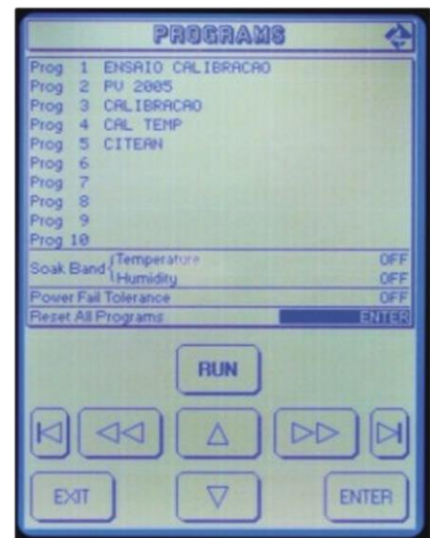 PROGRAMS
Prog 1 ENSAIO CALIBRACAO
Prog 2 PV 2005
Prog 3 CALIBRACAO
Prog 4 CAL TEMP
Prog 5 CITEAN
Prog 6
Prog 7
Prog 8
Prog 9
Prog 10
Soak Band { Temperature OFF
Humidity OFF
Power Fail Tolerance OFF
Reset All Programs ENTER
RUN
EXIT ENTER